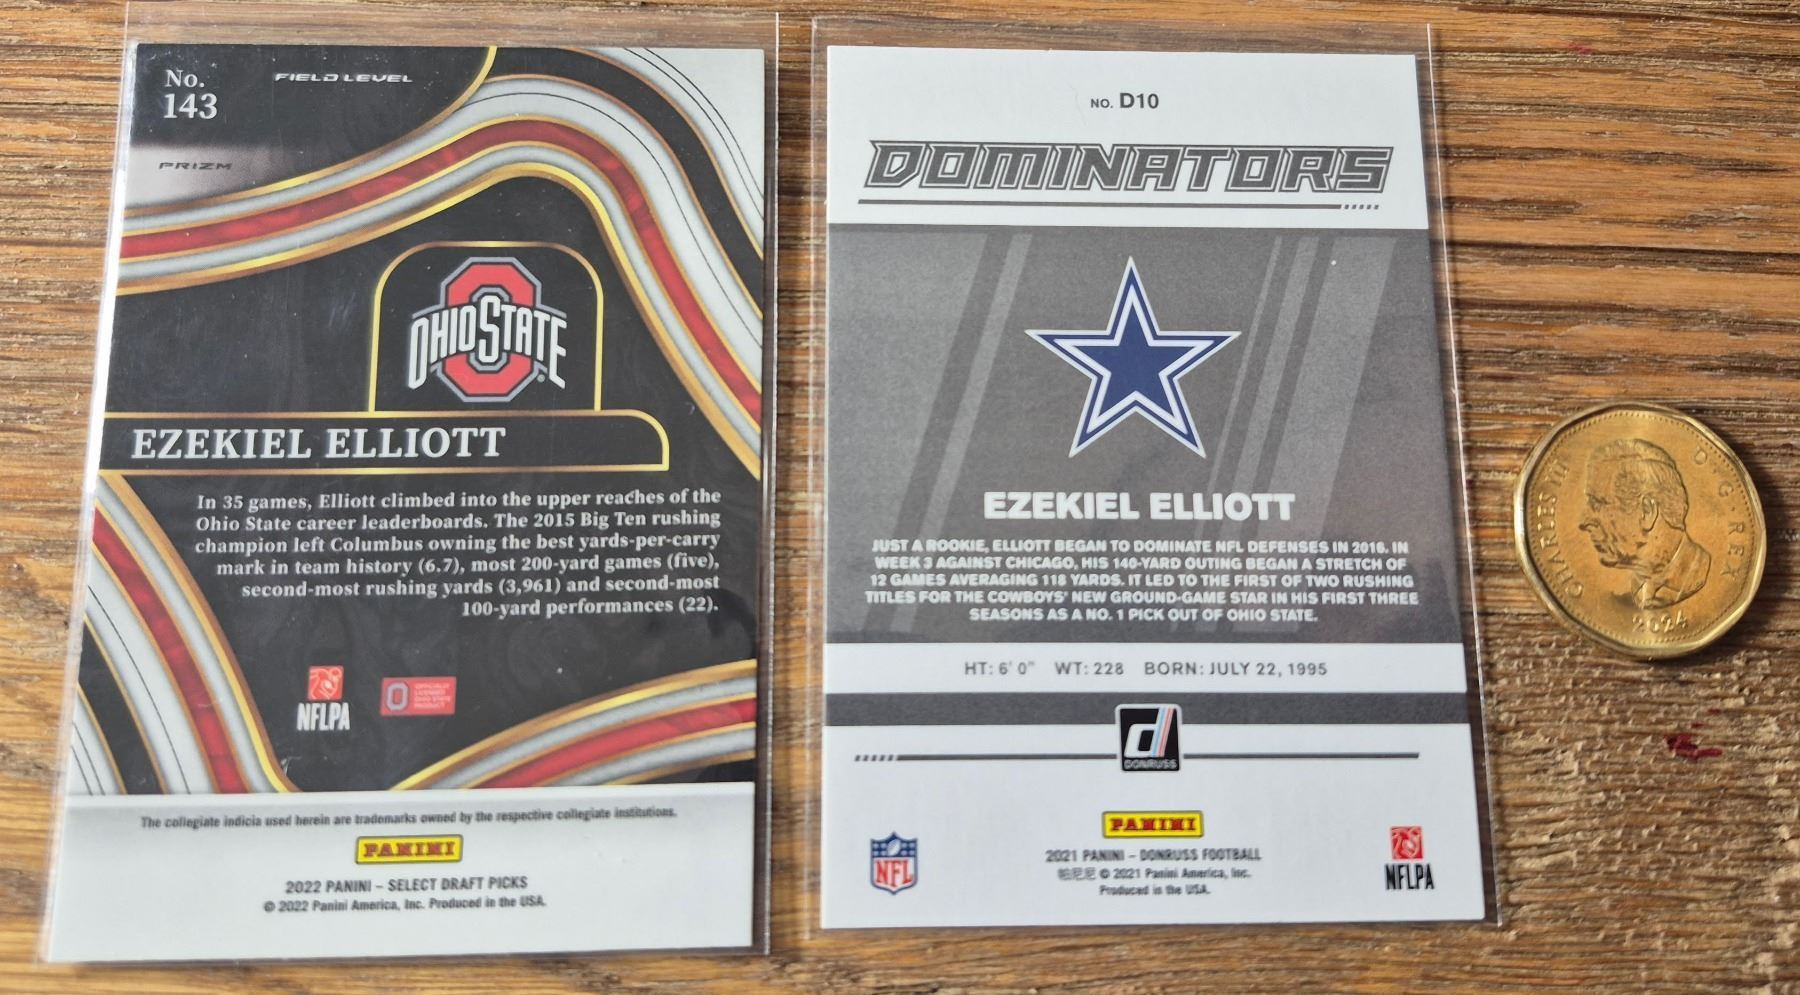 No.
143
FIELD LEVEL
PRIZM
OHIO STATE
EZEKIEL ELLIOTT
In 35 games, Elliott climbed into the upper reaches of the
Ohio State career leaderboards. The 2015 Big Ten rushing
champion left Columbus owning the best yards-per-carry
mark in team history (6.7), most 200-yard games (five),
second-most rushing yards (3,961) and second-most
100-yard performances (22).
NFLPA
OFFICIALLY
LICENSED
OHIO STATE
PRODUCT
The collegiate indicia used herein are trademarks owned by the respective collegiate institutions.
PANINI
2022 PANINI – SELECT DRAFT PICKS
© 2022 Panini America, Inc. Produced in the USA.
NO. D10
DOMINATORS
EZEKIEL ELLIOTT
JUST A ROOKIE, ELLIOTT BEGAN TO DOMINATE NFL DEFENSES IN 2016. IN
WEEK 3 AGAINST CHICAGO, HIS 140-YARD OUTING BEGAN A STRETCH OF
12 GAMES AVERAGING 118 YARDS. IT LED TO THE FIRST OF TWO RUSHING
TITLES FOR THE COWBOYS' NEW GROUND-GAME STAR IN HIS FIRST THREE
SEASONS AS A NO. 1 PICK OUT OF OHIO STATE.
HT: 6' 0" WT: 228 BORN: JULY 22, 1995
d
DONRUSS
PANINI
NFL
2021 PANINI – DONRUSS FOOTBALL
帕尼尼 © 2021 Panini America, Inc.
Produced in the USA.
NFLPA
CHARLES III D·G·REX
2024